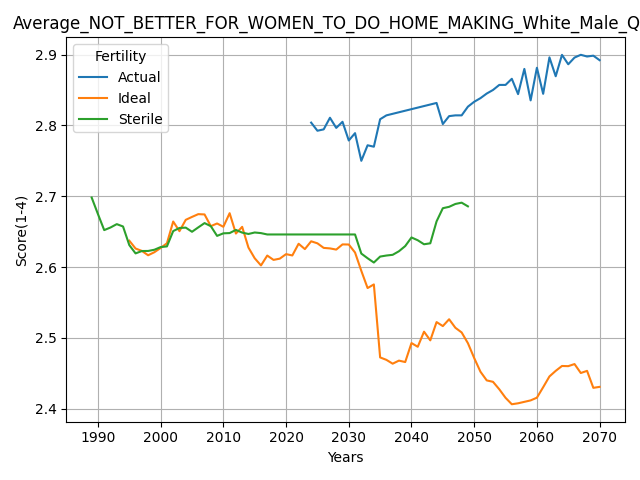 Average_NOT_BETTER_FOR_WOMEN_TO_DO_HOME_MAKING_White_Male_Q
Fertility
Actual
Ideal
Sterile
Score(1-4)
2.9
2.8
2.7
2.6
2.5
2.4
1990 2000 2010 2020 2030 2040 2050 2060 2070
Years